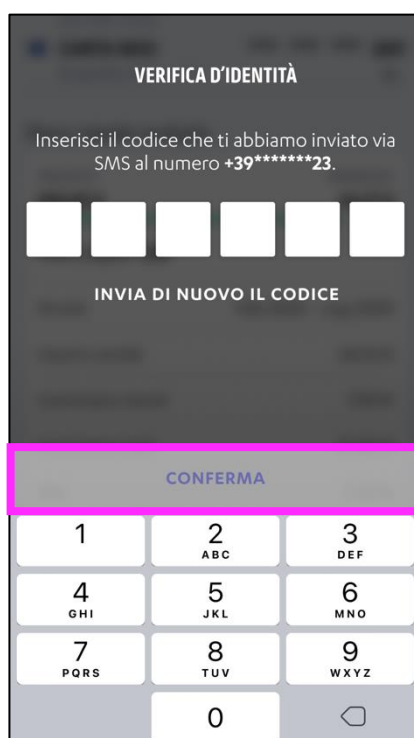 VERIFICA D'IDENTITÀ
Inserisci il codice che ti abbiamo inviato via
SMS al numero +39*******23.
INVIA DI NUOVO IL CODICE
CONFERMA
1 2 3
ABC DEF
4 5 6
GHI JKL MNO
7 8 9
PQRS TUV WXYZ
0